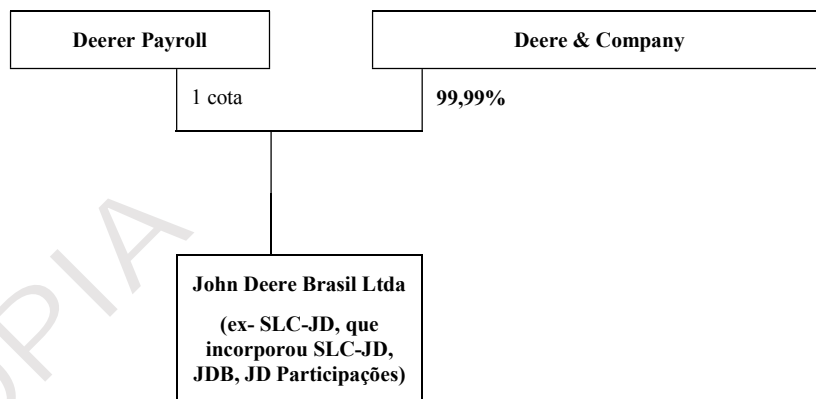 Deerer Payroll
Deere & Company
1 cota
99,99%
John Deere Brasil Ltda
(ex- SLC-JD, que
incorporou SLC-JD,
JDB, JD Participações)
OPIA